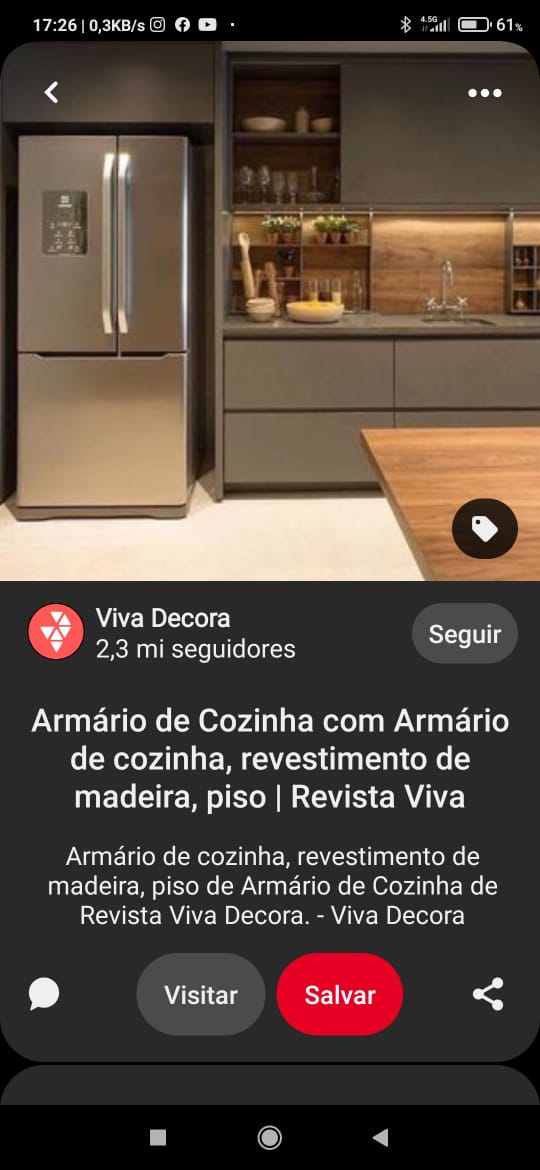 17:26 | 0,3KB/s
4.5G
61%
Viva Decora
2,3 mi seguidores
Seguir
Armário de Cozinha com Armário
de cozinha, revestimento de
madeira, piso | Revista Viva
Armário de cozinha, revestimento de
madeira, piso de Armário de Cozinha de
Revista Viva Decora. - Viva Decora
Visitar
Salvar